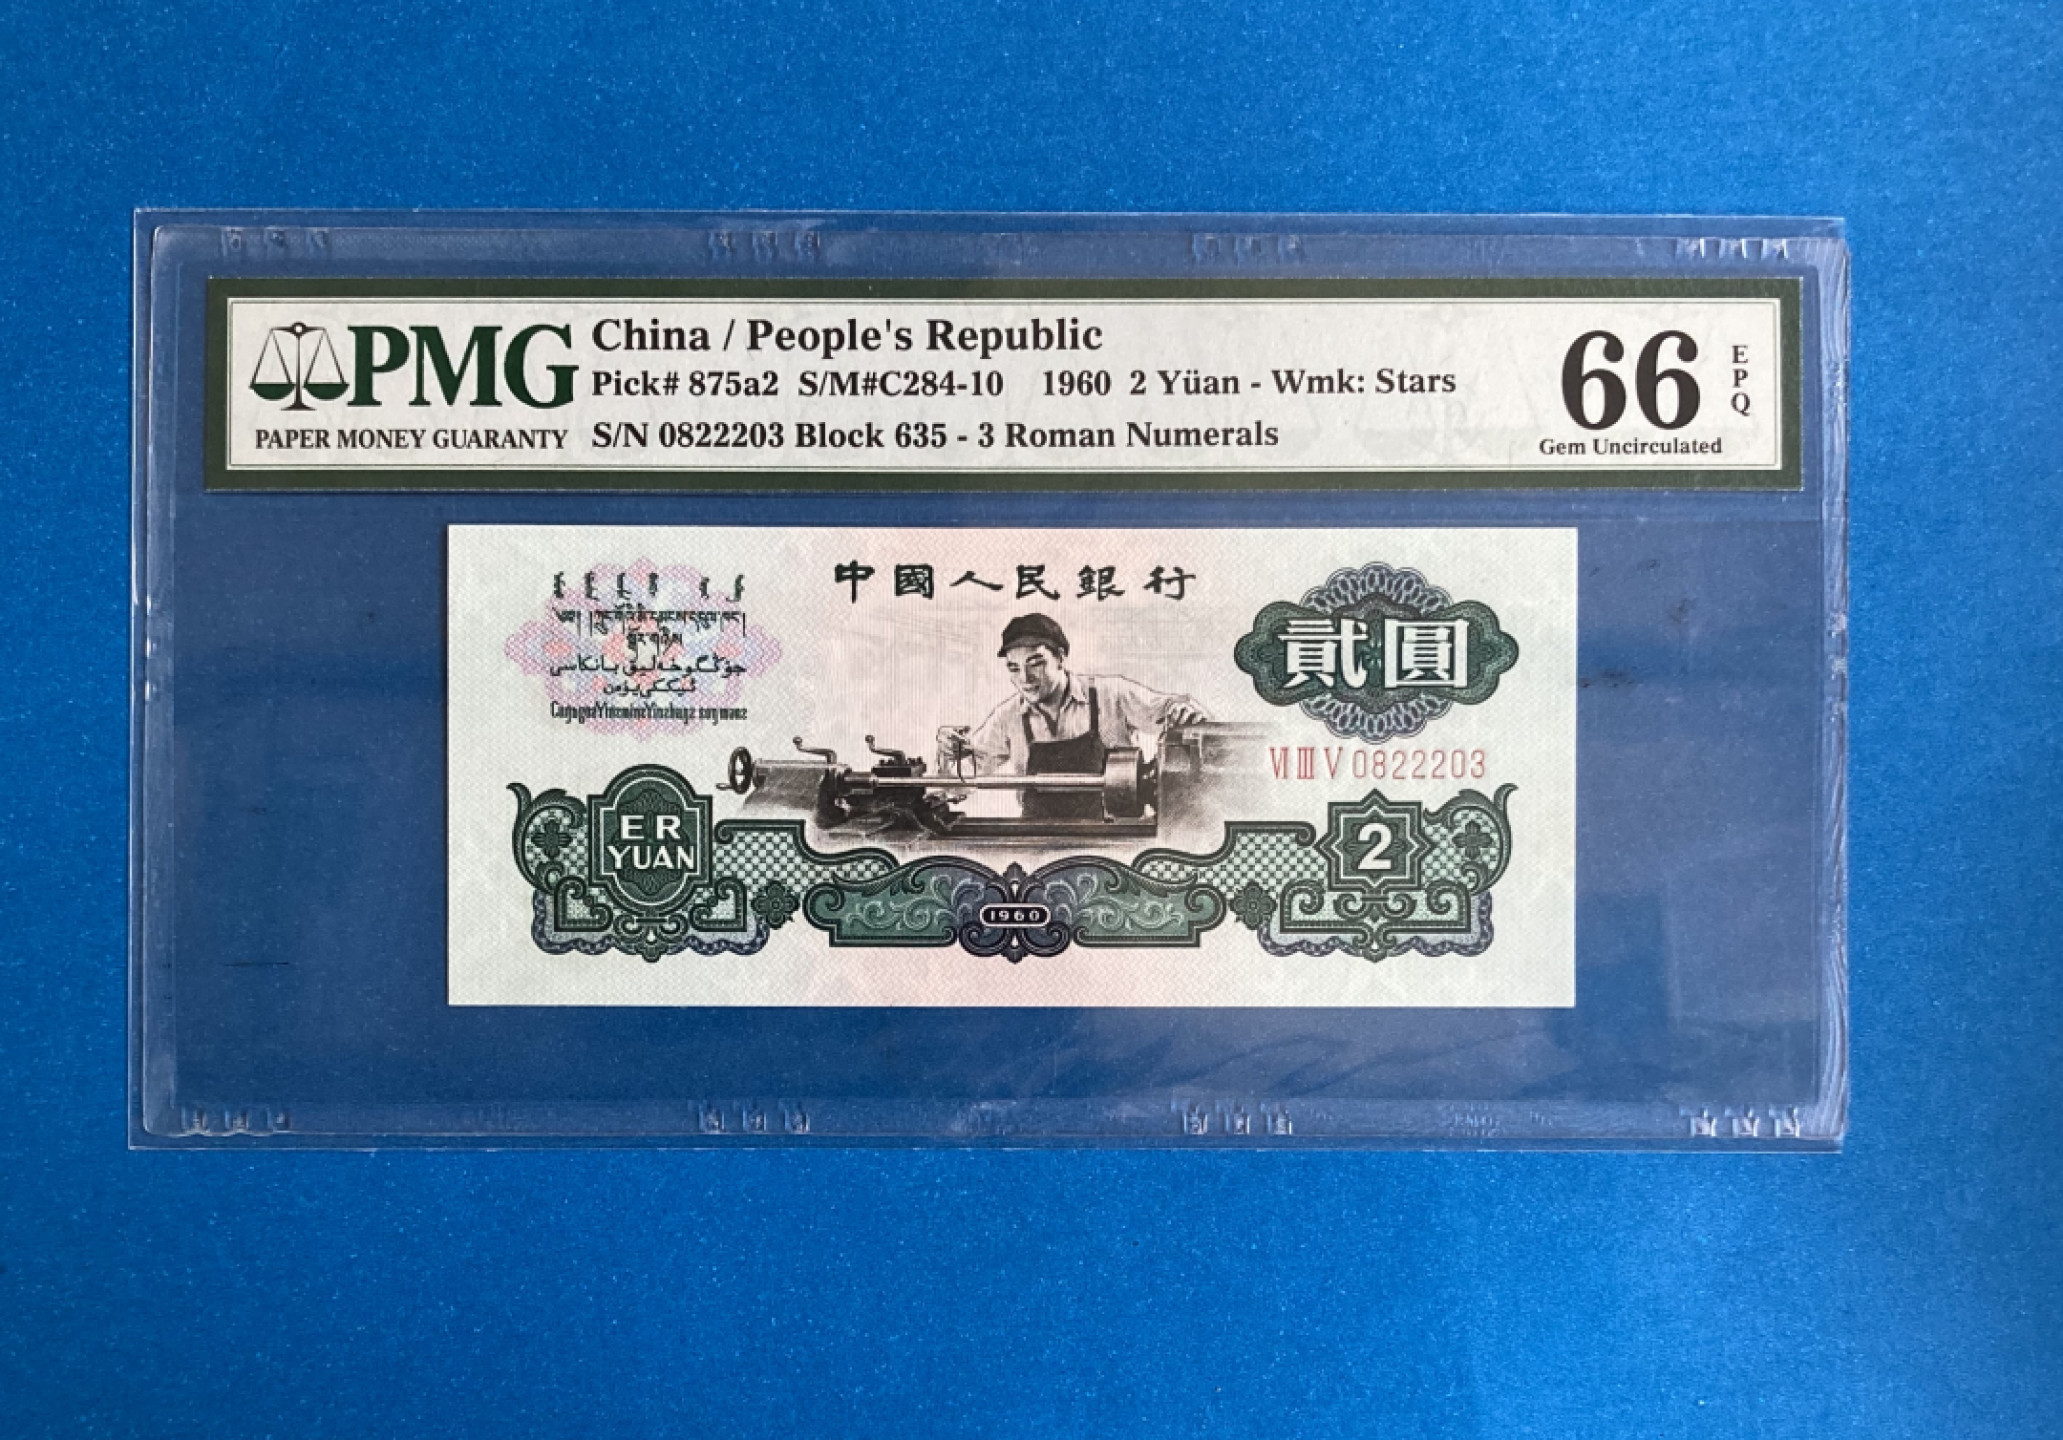 PMG
PAPER MONEY GUARANTY
China / People's Republic
Pick# 875a2 S/M#C284-10 1960 2 Yüan - Wmk: Stars
S/N 0822203 Block 635 - 3 Roman Numerals
66
EPQ
Gem Uncirculated
中國人民銀行
貳圓
VI III V 0822203
ER
YUAN
2
1960